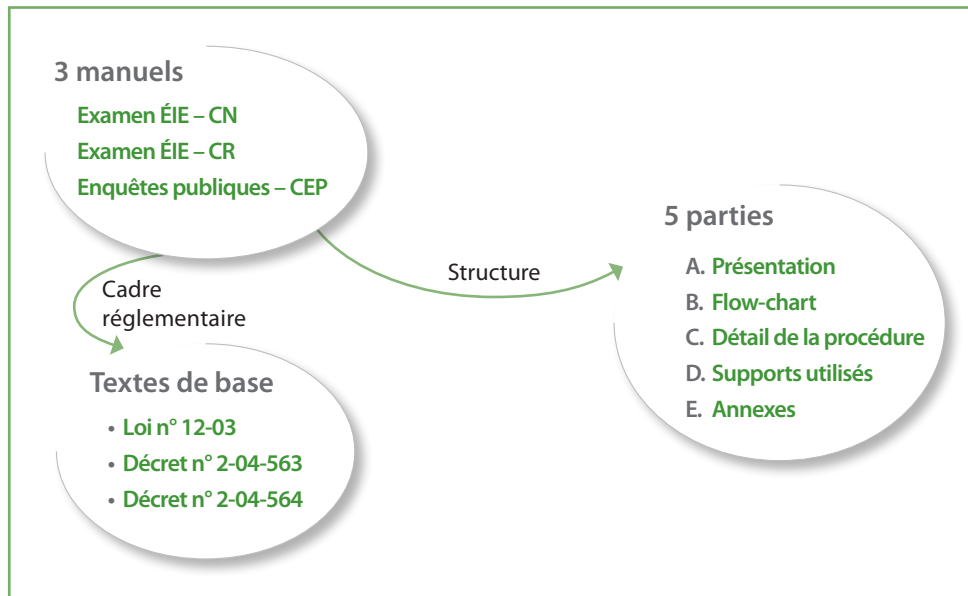 3 manuels
Examen ÉIE – CN
Examen ÉIE – CR
Enquêtes publiques – CEP
Cadre
réglementaire
Structure
Textes de base
• Loi n° 12-03
• Décret n° 2-04-563
• Décret n° 2-04-564
5 parties
A. Présentation
B. Flow-chart
C. Détail de la procédure
D. Supports utilisés
E. Annexes